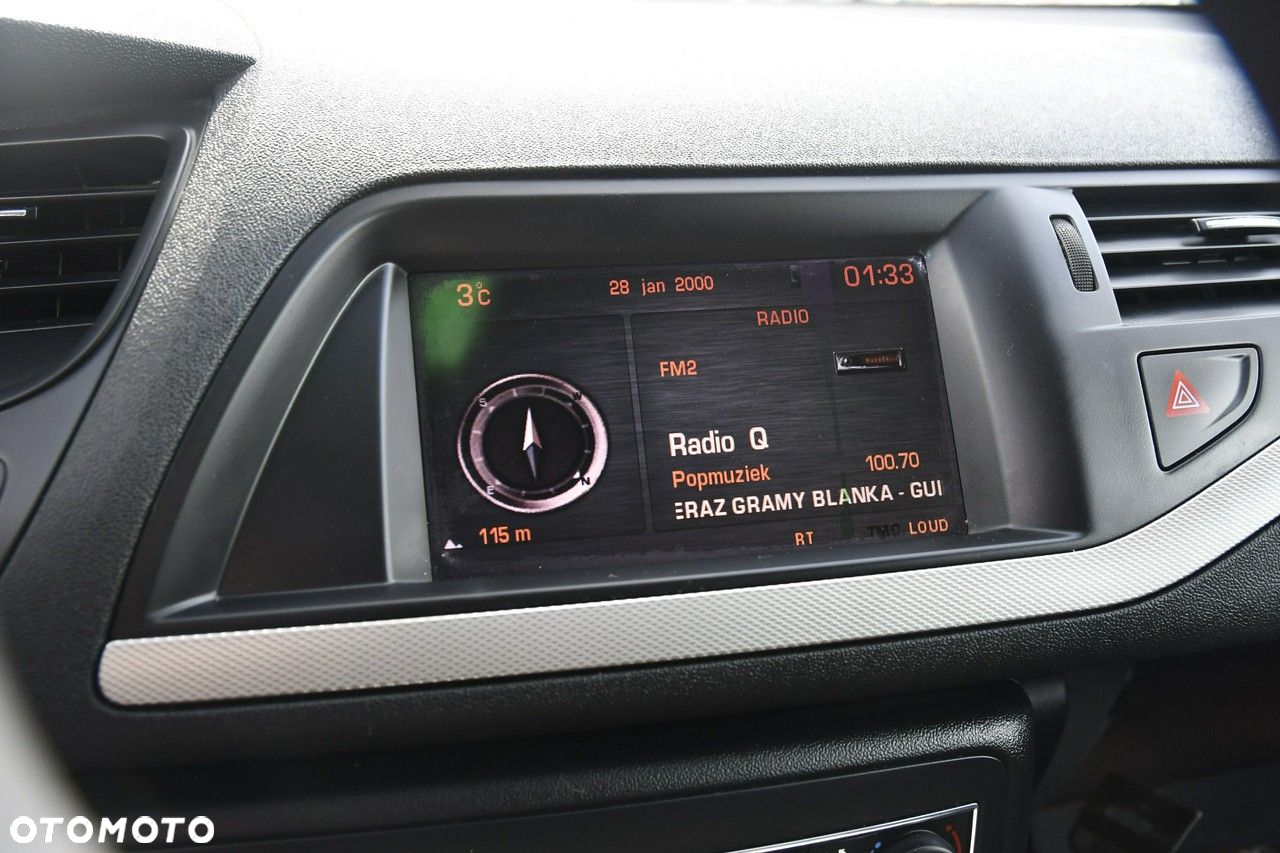 3°C
28 jan 2000
01:33
RADIO
FM2
Radio Q
Popmuziek
100.70
ERAZ GRAMY BLANKA - GUI
S
W
E
N
115 m
RT
TMC
LOUD
OTOMOTO